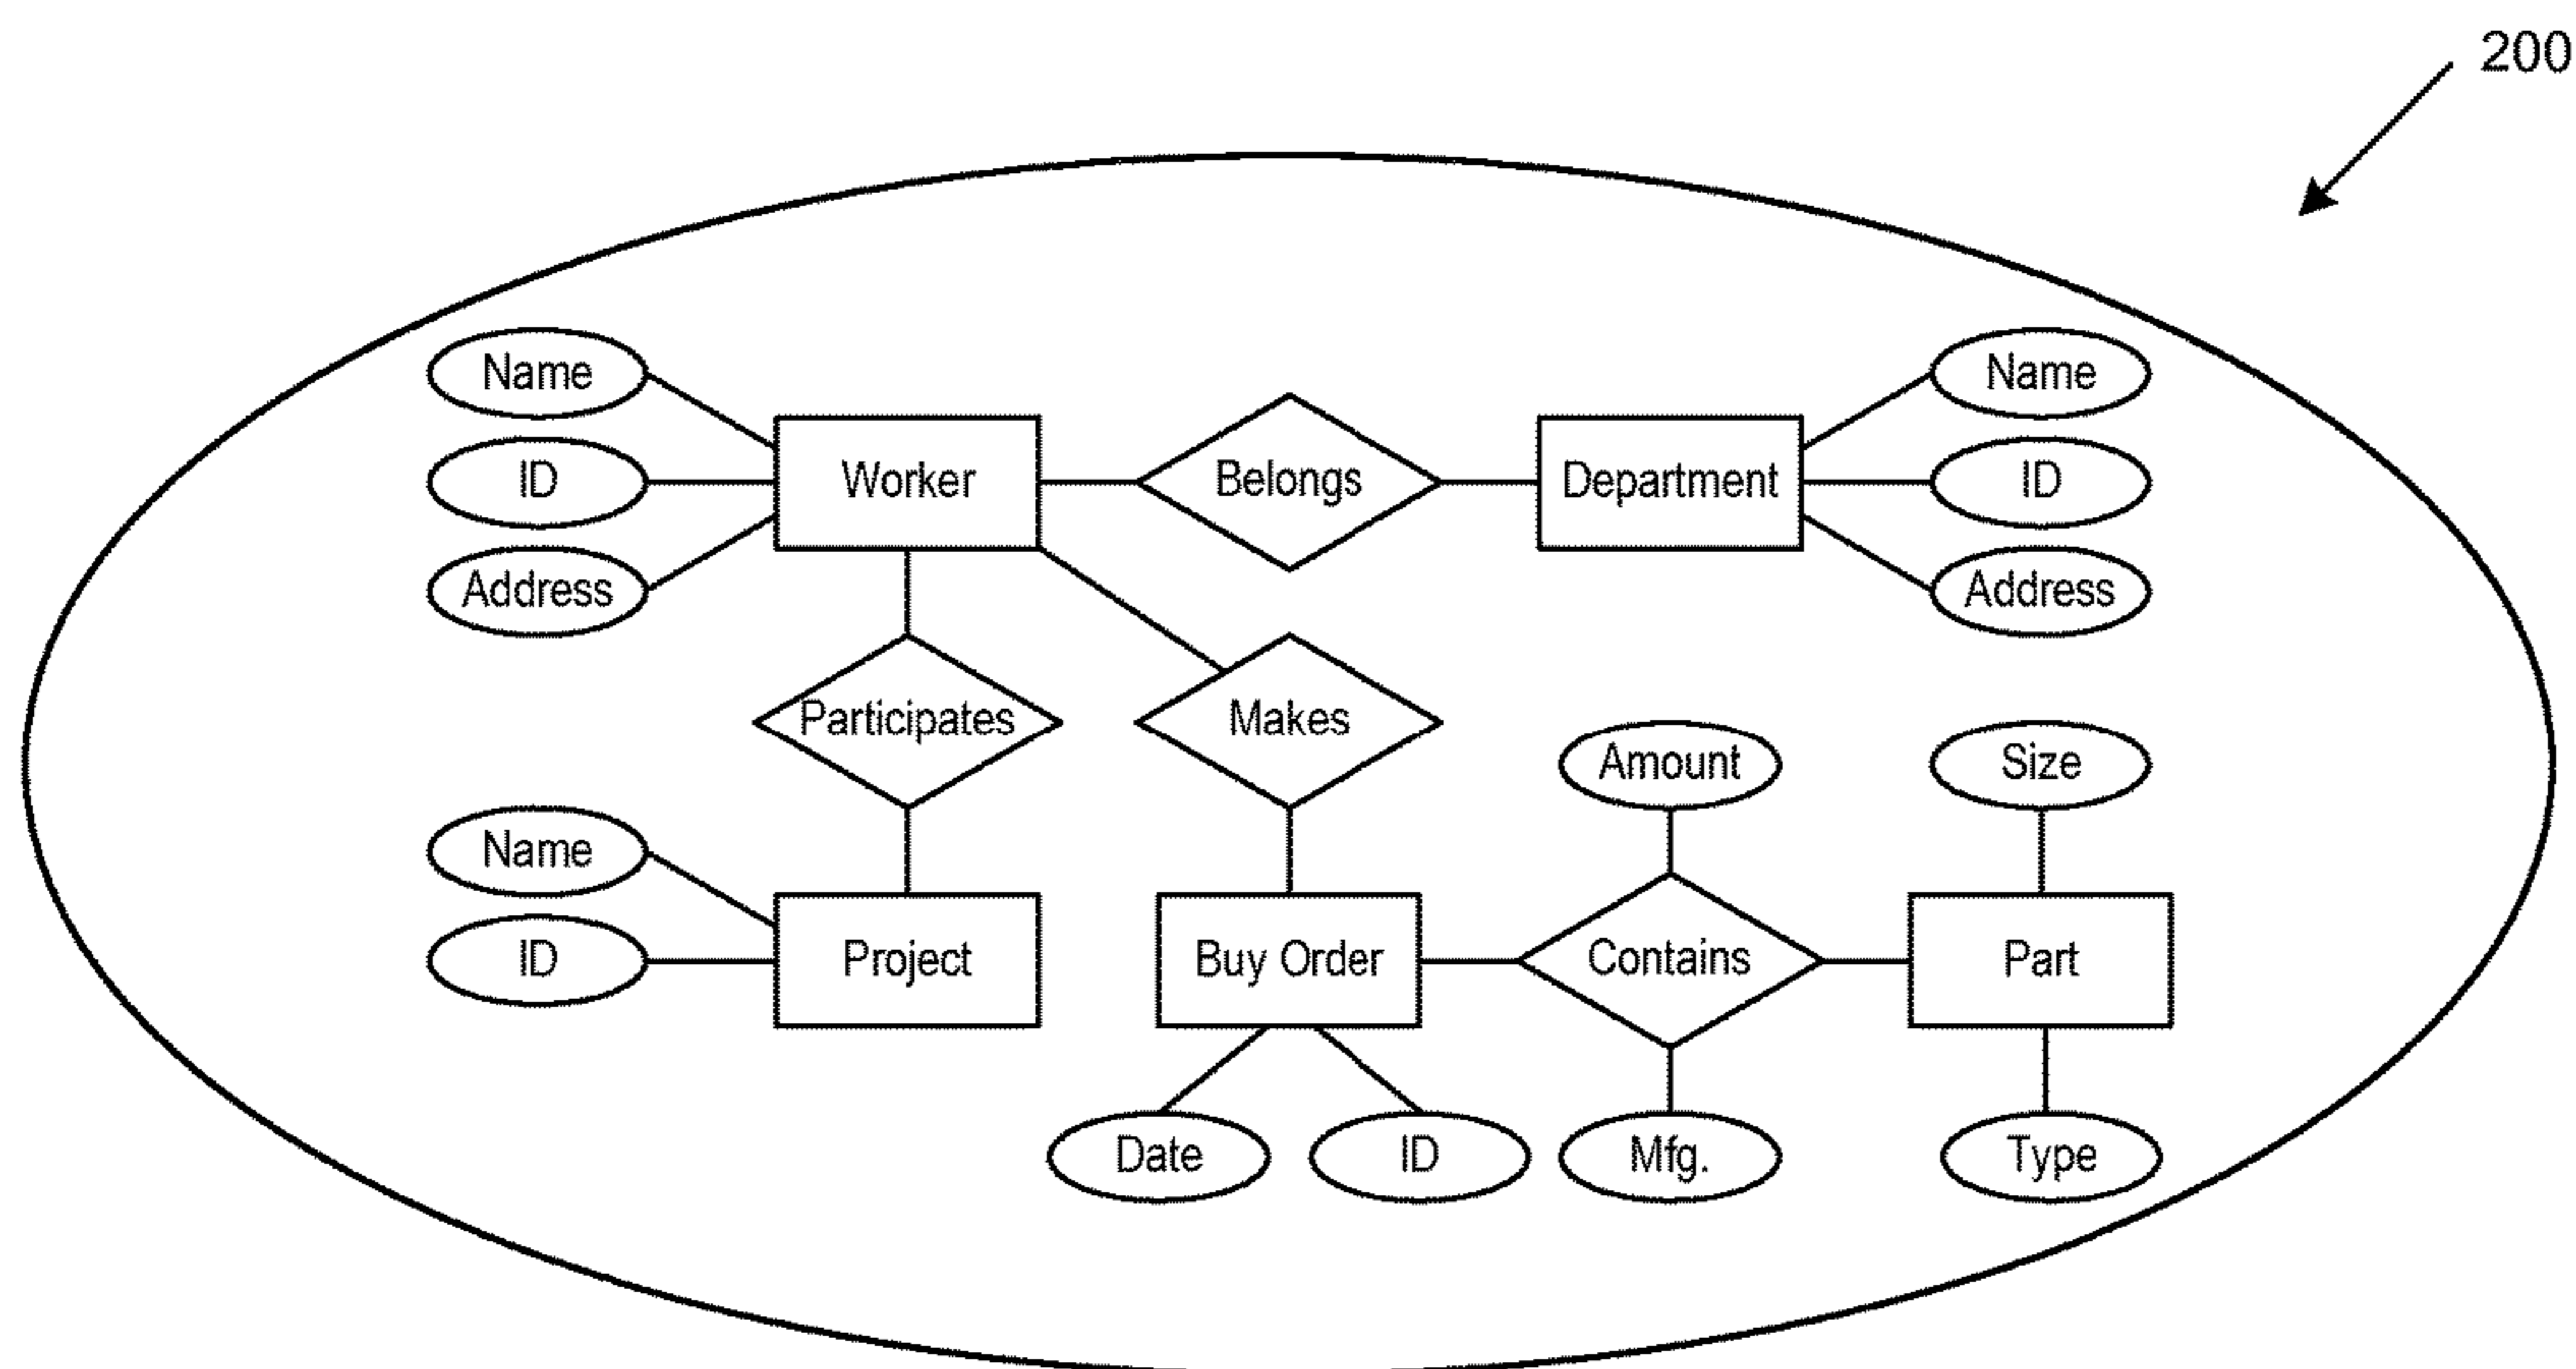 200
Name
Name
Worker
Belongs
Department
ID
ID
Address
Address
Participates
Makes
Amount
Size
Name
ID
Project
Buy Order
Contains
Part
Date
ID
Mfg.
Type